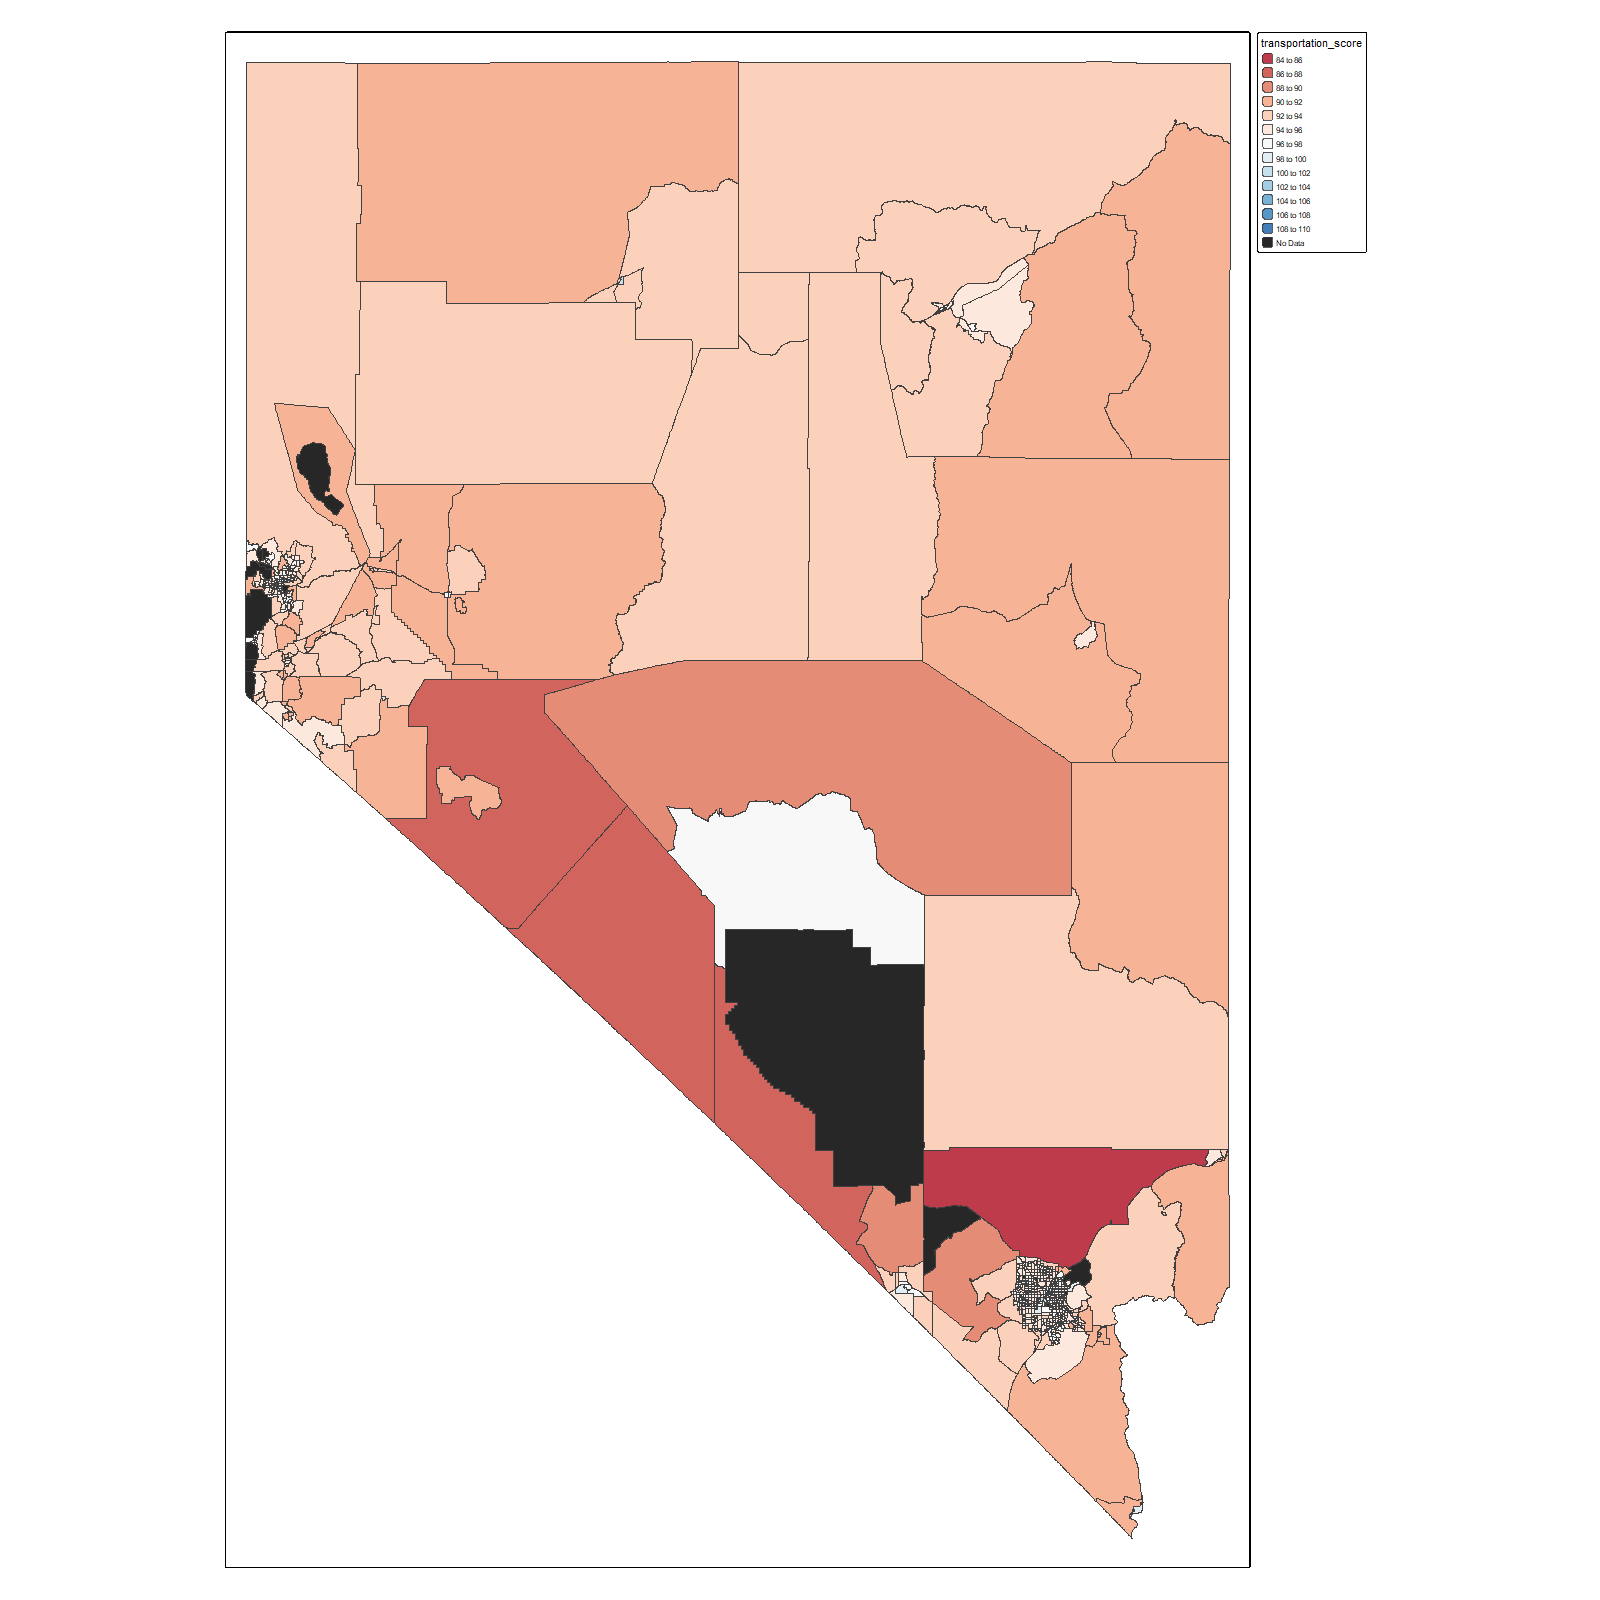 transportation_score
84 to 86
86 to 88
88 to 90
90 to 92
92 to 94
94 to 96
96 to 98
98 to 100
100 to 102
102 to 104
104 to 106
106 to 108
108 to 110
No Data